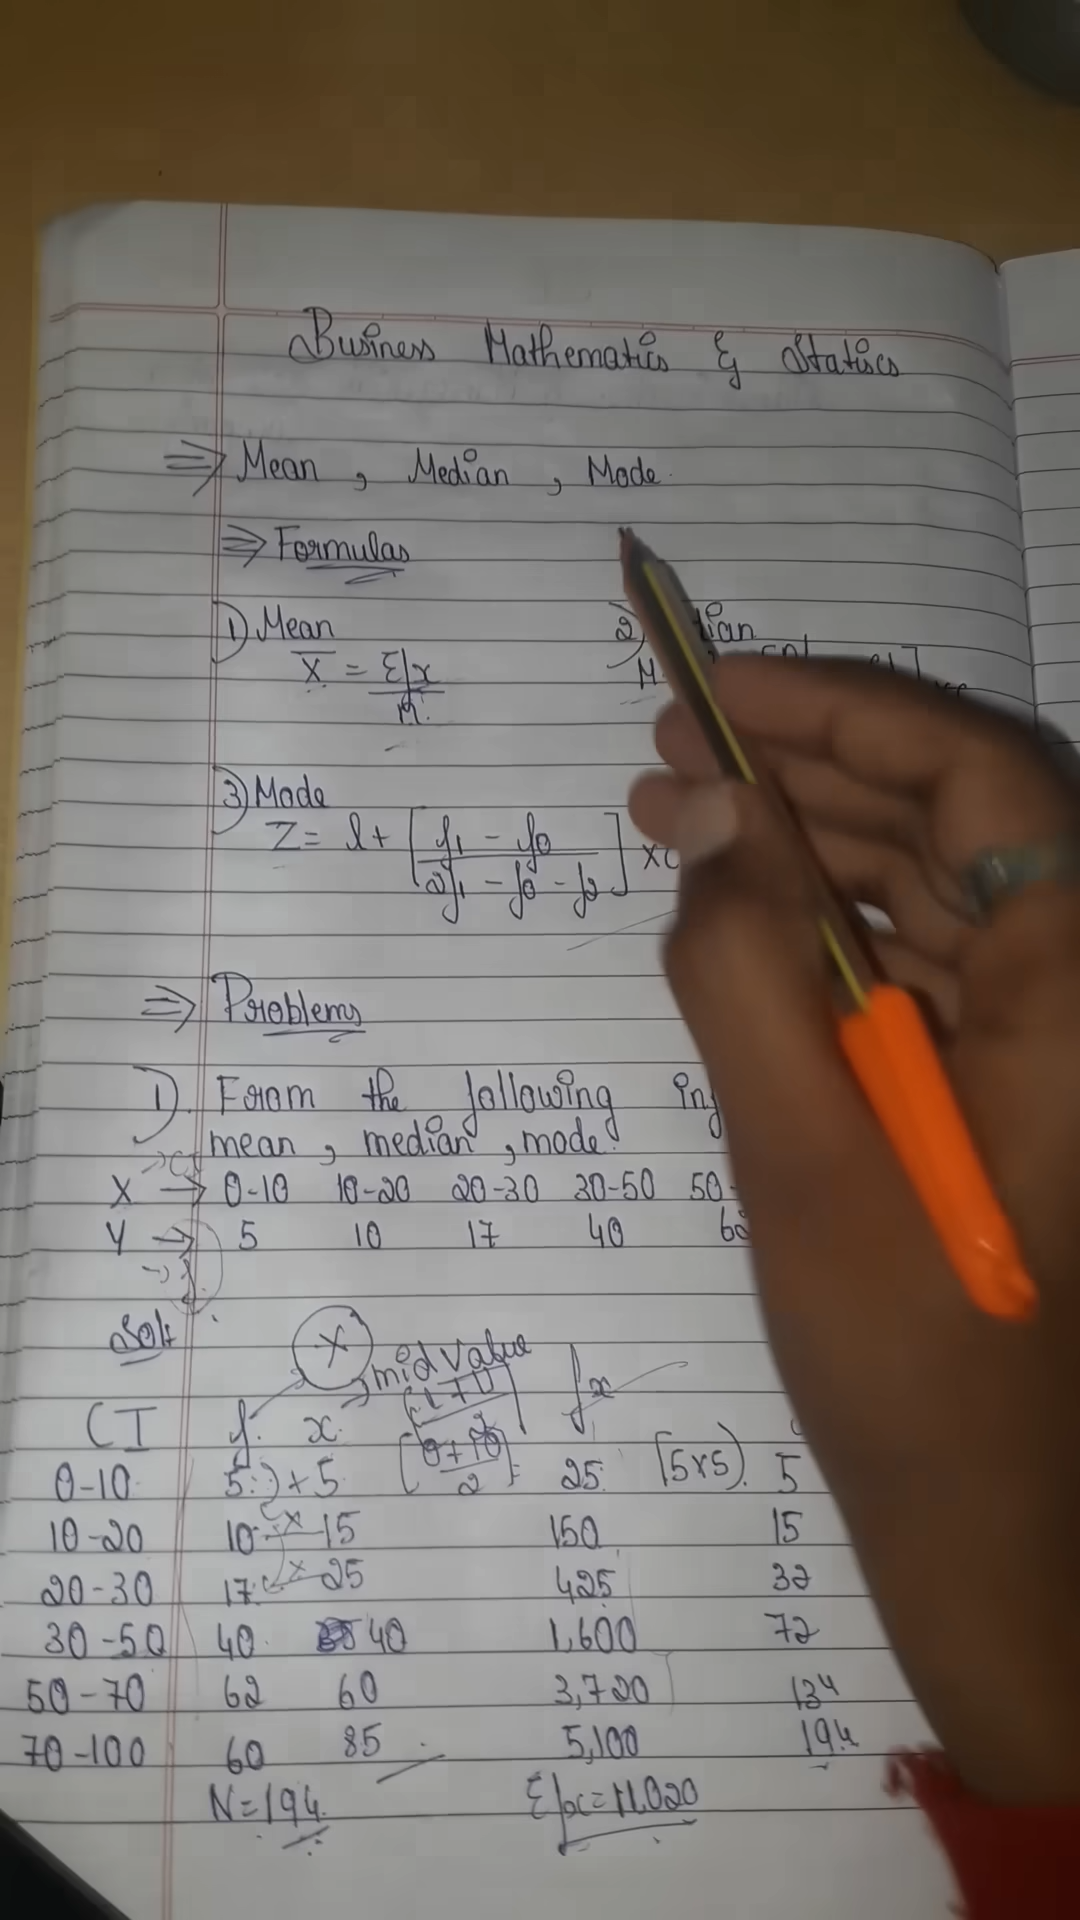 Business Mathematics & Statiscs
⇒ Mean , Median , Mode.
⇒ Formulas
1) Mean
2)
X̄ = Σfx / n.
3) Mode
Z = l + [ f1 - f0 / 2f1 - f0 - f2 ] × C
⇒ Problems
1). From the following
mean , median , mode.
X → 0-10 10-20 20-30 30-50 50
Y → 5 10 17 40
→ f.
Sol:
X
mid value
CI f. x. fx
0-10 5 5 [0+10 / 2] = 25 [5×5]. 5
10-20 10 × 15 150 15
20-30 17 × 25 425 32
30-50 40 40 1,600 72
50-70 62 60 3,720 134
70-100 60 85 5,100 194
N=194. Σfx=11,020